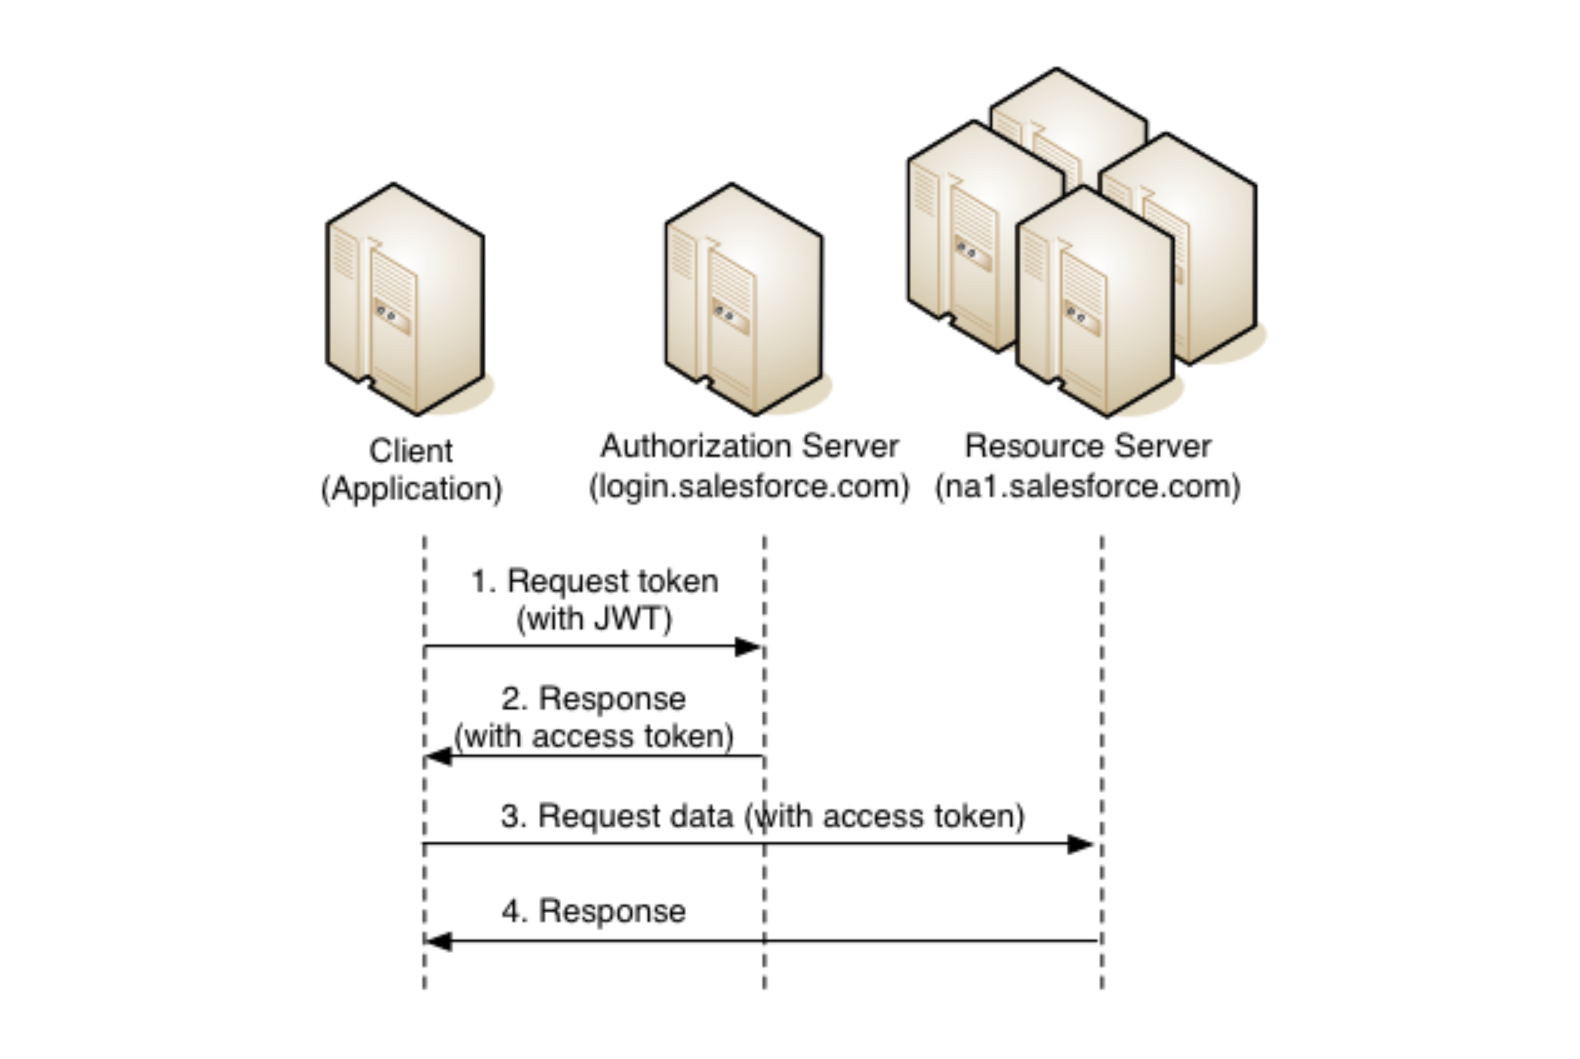 Client
(Application)
Authorization Server
(login.salesforce.com)
Resource Server
(na1.salesforce.com)
1. Request token
(with JWT)
2. Response
(with access token)
3. Request data (with access token)
4. Response